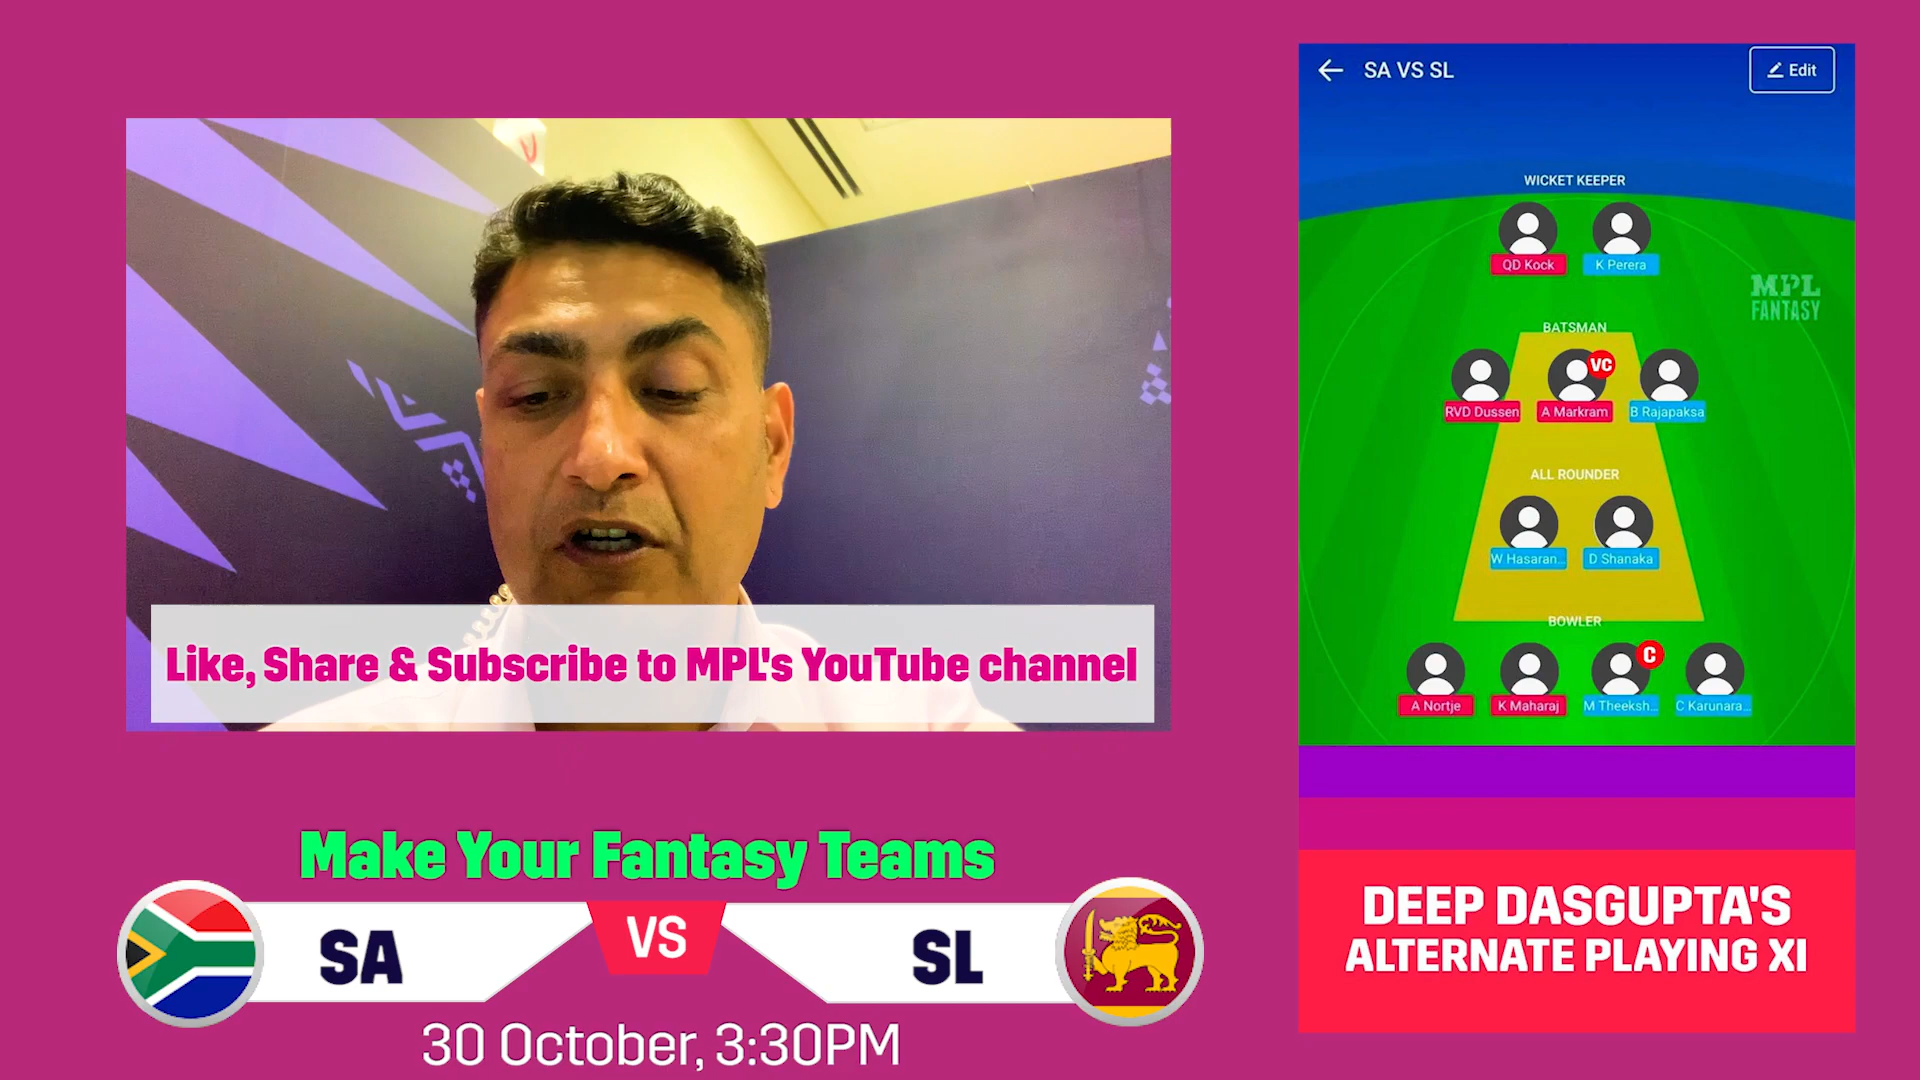 Like, Share & Subscribe to MPL's YouTube channel
Make Your Fantasy Teams
SA VS SL
30 October, 3:30PM
SA VS SL
Edit
WICKET KEEPER
QD Kock
K Perera
MPL
FANTASY
BATSMAN
VC
RVD Dussen
A Markram
B Rajapaksa
ALL ROUNDER
W Hasaran...
D Shanaka
BOWLER
C
A Nortje
K Maharaj
M Theeksh...
C Karunara...
DEEP DASGUPTA'S
ALTERNATE PLAYING XI